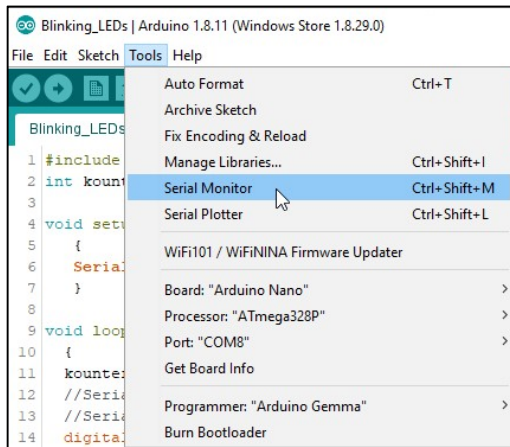 Blinking_LEDs | Arduino 1.8.11 (Windows Store 1.8.29.0)
File Edit Sketch Tools Help
Auto Format Ctrl+T
Archive Sketch
Fix Encoding & Reload
Manage Libraries... Ctrl+Shift+I
Serial Monitor Ctrl+Shift+M
Serial Plotter Ctrl+Shift+L
WiFi101 / WiFiNINA Firmware Updater
Board: "Arduino Nano"
Processor: "ATmega328P"
Port: "COM8"
Get Board Info
Programmer: "Arduino Gemma"
Burn Bootloader
Blinking_LEDs
1 #include
2 int kount
3
4 void setu
5 {
6 Serial
7 }
8
9 void loop
10 {
11 kounter
12 //Seria
13 //Seria
14 digital